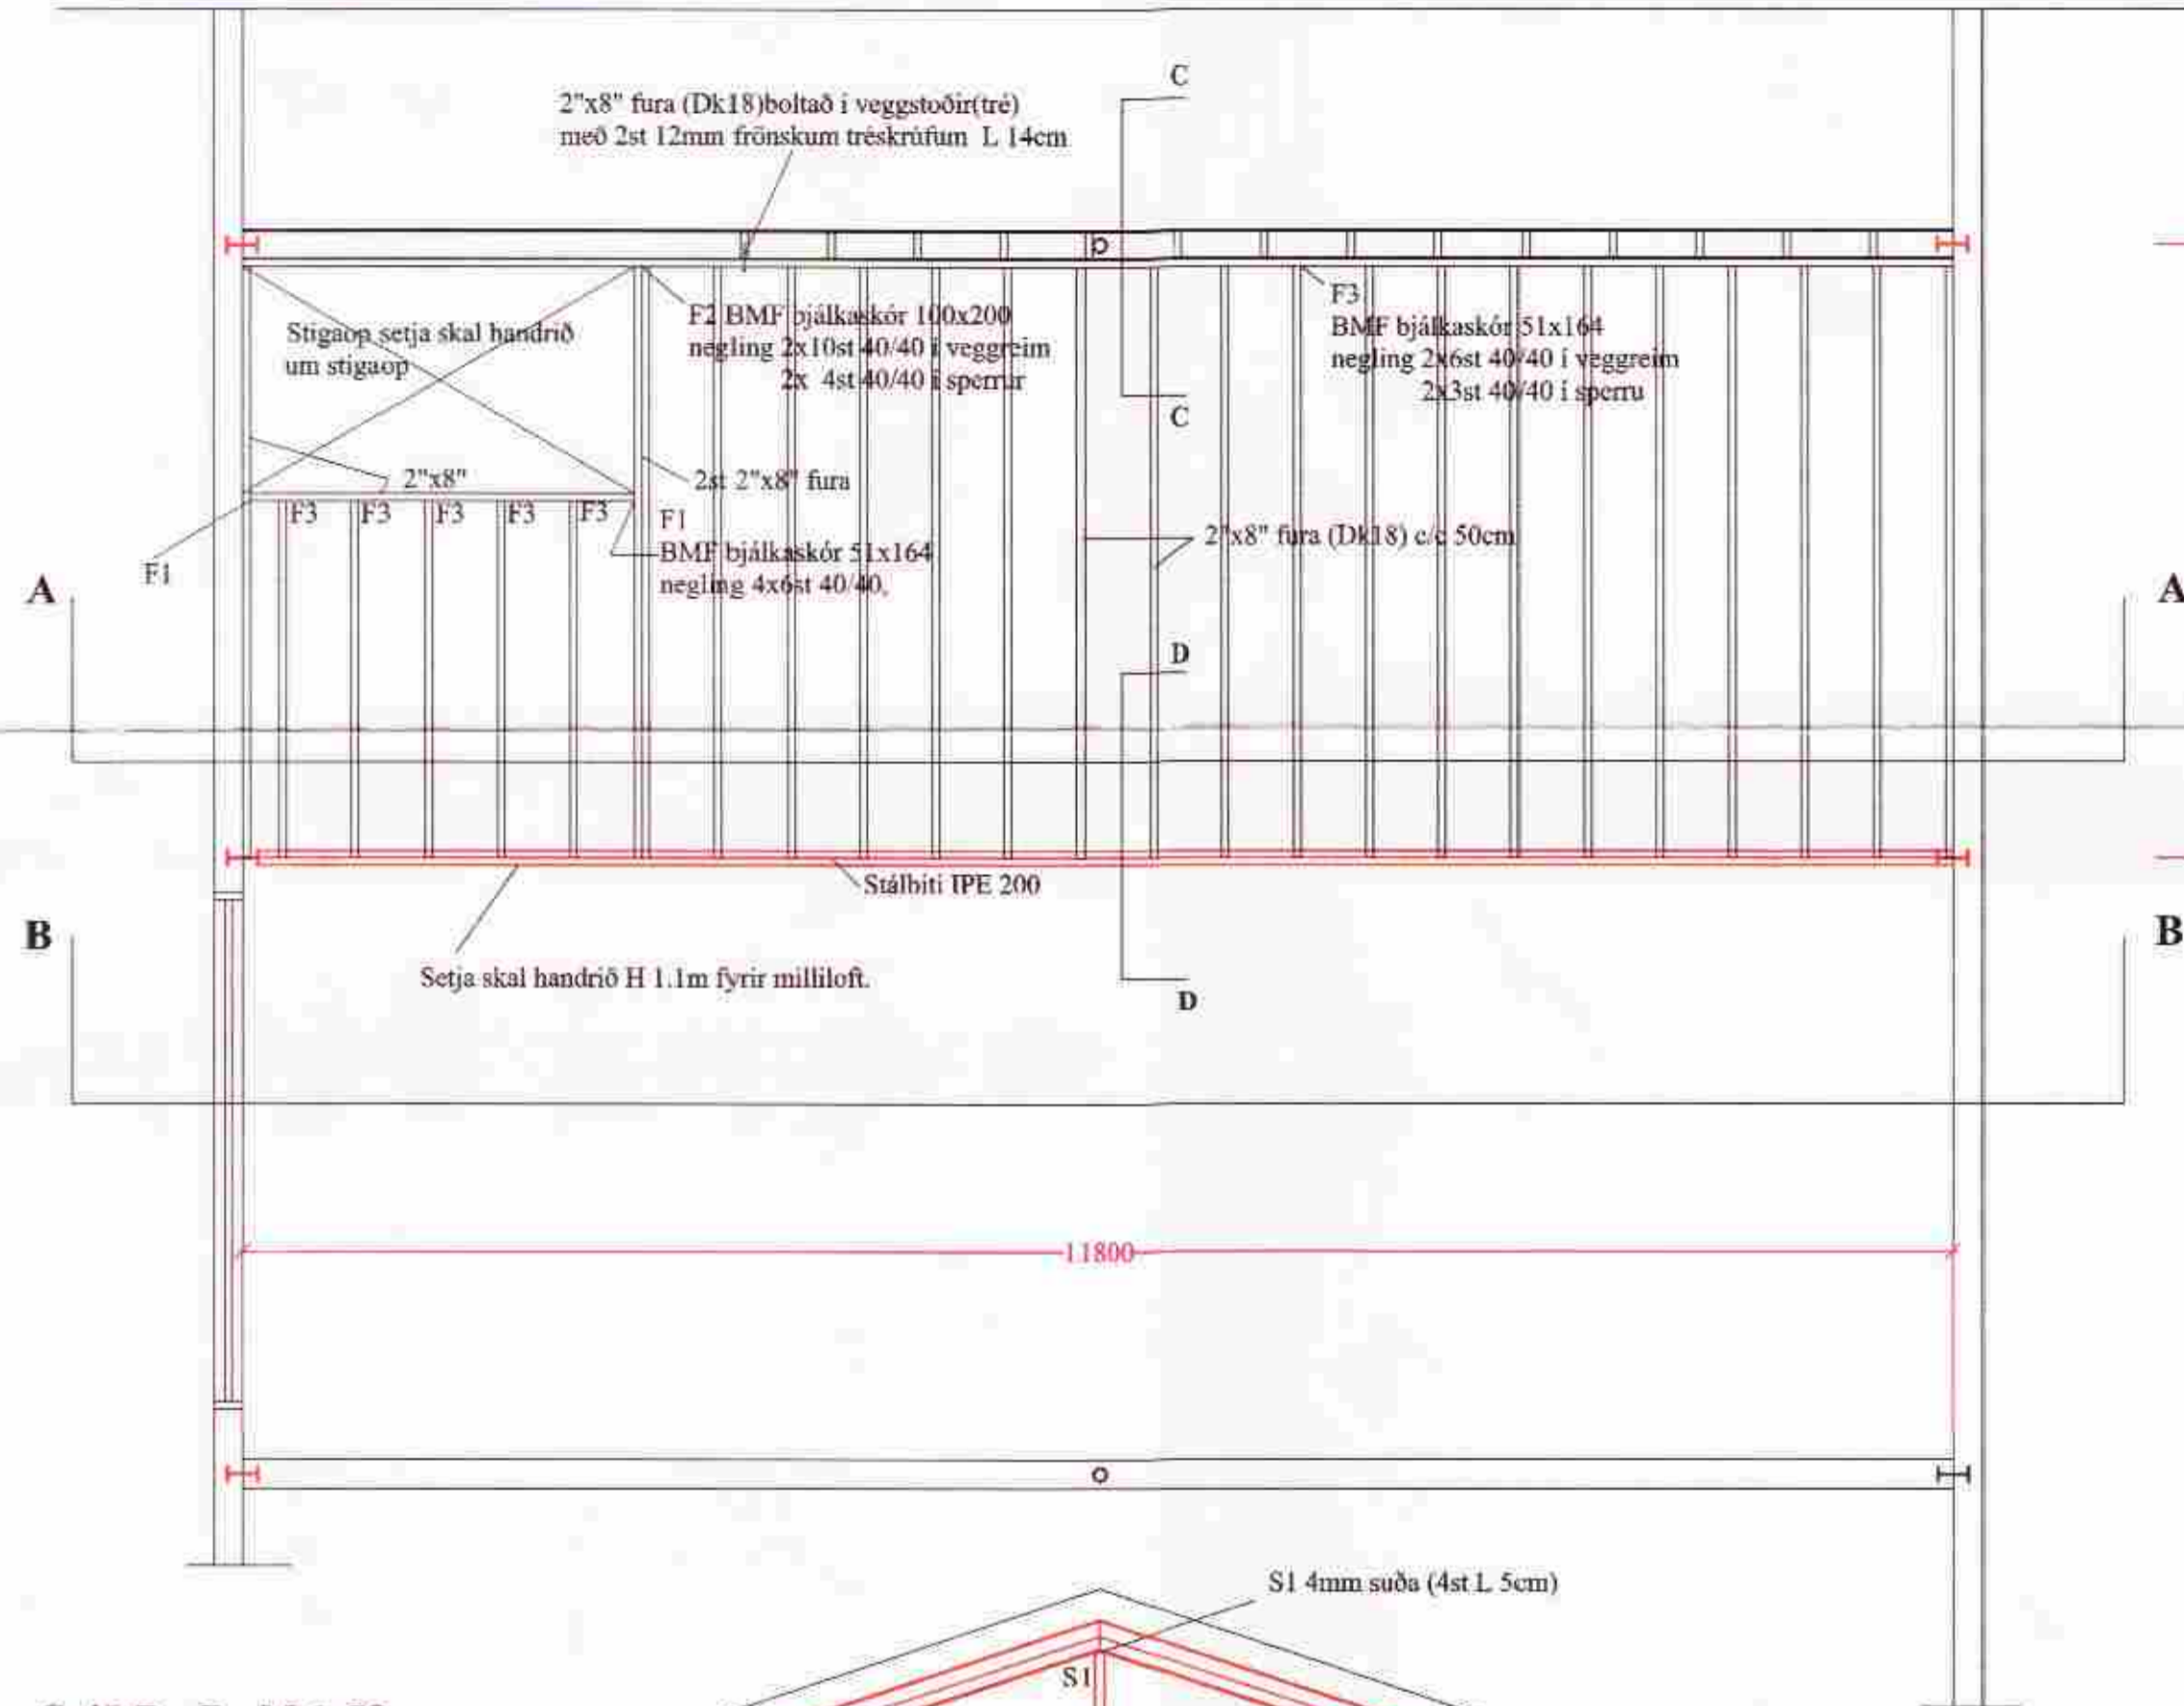 C
2"x8" fura (Dk18)boltað í veggstoðir(tré)
með 2st 12mm frönskum tréskrúfum L 14cm
F2 BMF bjálkaskór 100x200
negling 2x10st 40/40 í veggreim
2x 4st 40/40 í sperrur
F3
BMF bjálkaskór 51x164
negling 2x6st 40/40 í veggreim
2x3st 40/40 í sperru
Stigaop setja skal handrið
um stigaop
C
2"x8"
2st 2"x8" fura
F3 F3 F3 F3 F3
F1
BMF bjálkaskór 51x164
negling 4x6st 40/40,
2"x8" fura (Dk18) c/c 50cm
F1
A A
D
Stálbiti IPE 200
B B
Setja skal handrið H 1.1m fyrir milliloft.
D
11800
S1 4mm suða (4st L 5cm)
S1